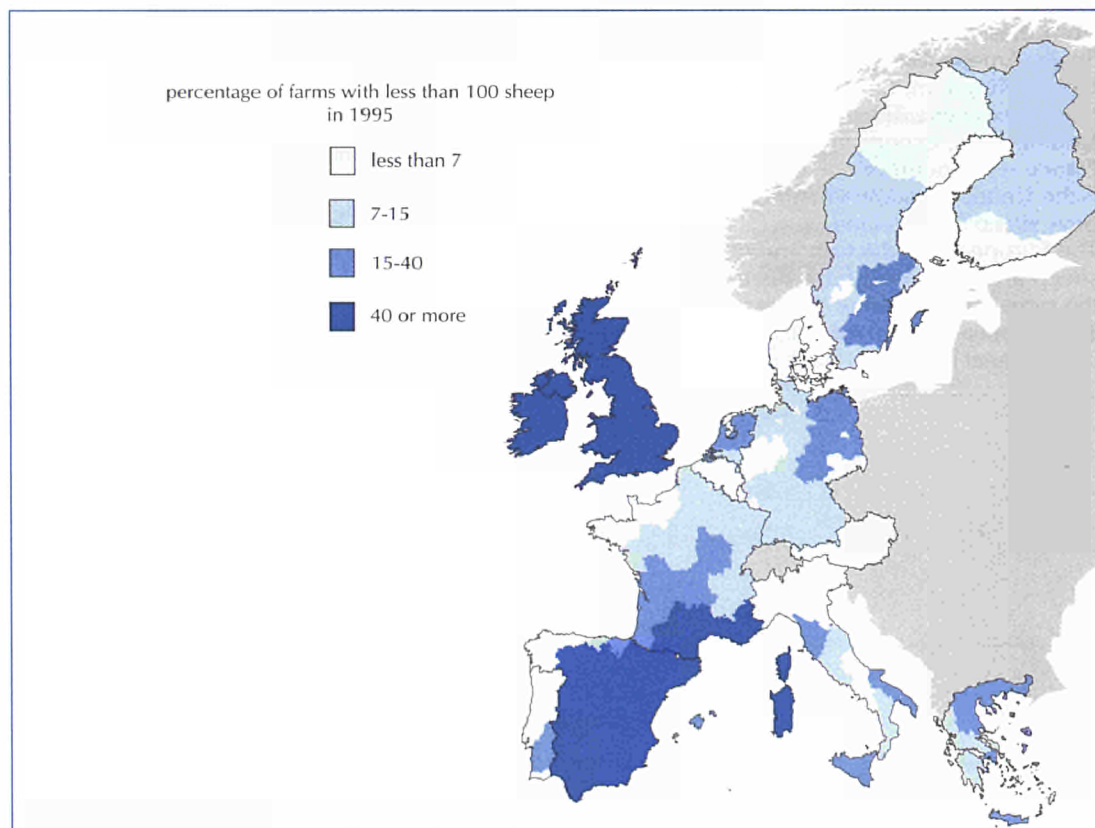 percentage of farms with less than 100 sheep
in 1995
less than 7
7-15
15-40
40 or more